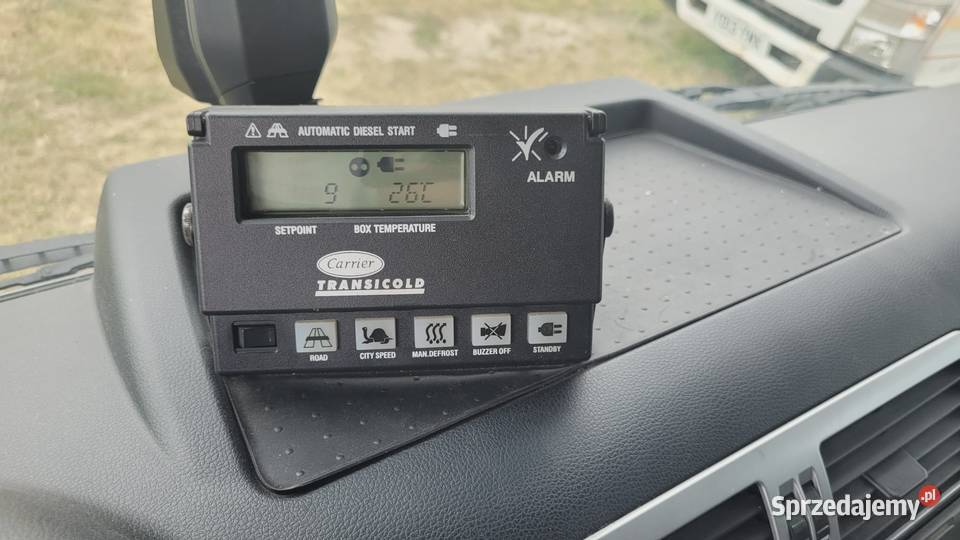 AUTOMATIC DIESEL START
ALARM
9 26°C
SETPOINT BOX TEMPERATURE
Carrier
TRANSICOLD
ROAD CITY SPEED MAN.DEFROST BUZZER OFF STANDBY
Sprzedajemy.pl